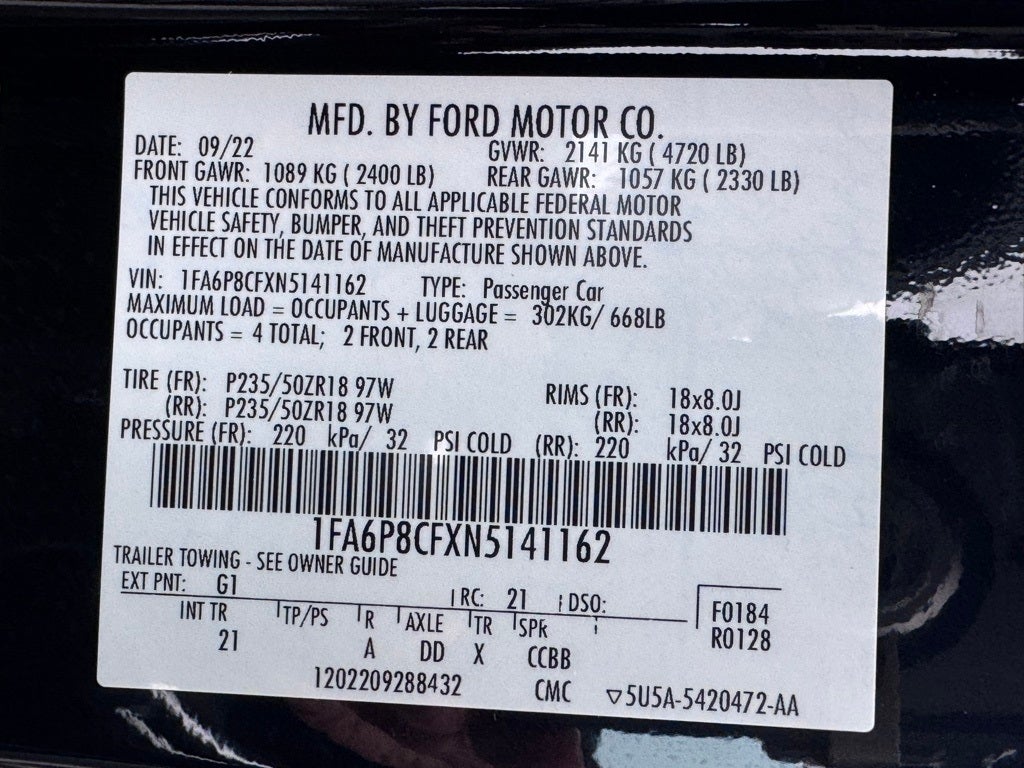 MFD. BY FORD MOTOR CO.
DATE: 09/22 GVWR: 2141 KG ( 4720 LB)
FRONT GAWR: 1089 KG ( 2400 LB) REAR GAWR: 1057 KG ( 2330 LB)
THIS VEHICLE CONFORMS TO ALL APPLICABLE FEDERAL MOTOR
VEHICLE SAFETY, BUMPER, AND THEFT PREVENTION STANDARDS
IN EFFECT ON THE DATE OF MANUFACTURE SHOWN ABOVE.
VIN: 1FA6P8CFXN5141162 TYPE: Passenger Car
MAXIMUM LOAD = OCCUPANTS + LUGGAGE = 302KG/ 668LB
OCCUPANTS = 4 TOTAL; 2 FRONT, 2 REAR
TIRE (FR): P235/50ZR18 97W RIMS (FR): 18x8.0J
(RR): P235/50ZR18 97W (RR): 18x8.0J
PRESSURE (FR): 220 kPa/ 32 PSI COLD (RR): 220 kPa/ 32 PSI COLD
1FA6P8CFXN5141162
TRAILER TOWING - SEE OWNER GUIDE
EXT PNT: G1 RC: 21 DSO: F0184
INT TR TP/PS R AXLE TR SPR R0128
21 A DD X CCBB
1202209288432 CMC ▽5U5A-5420472-AA